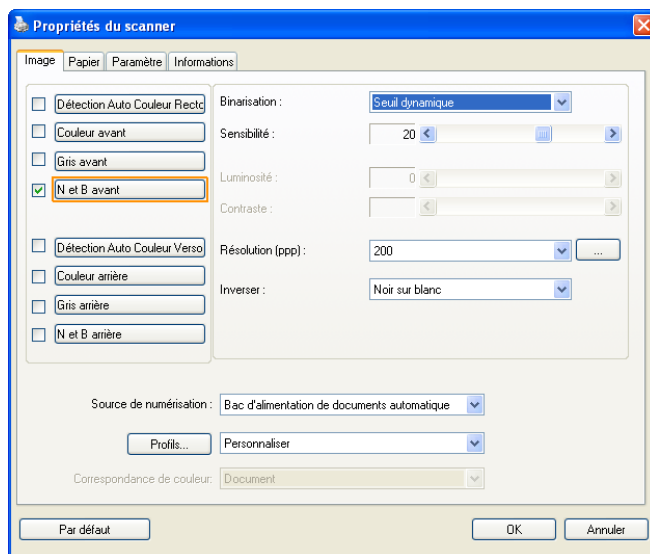 Propriétés du scanner
Image Papier Paramètre Informations
Détection Auto Couleur Recto
Couleur avant
Gris avant
N et B avant
Détection Auto Couleur Verso
Couleur arrière
Gris arrière
N et B arrière
Binarisation : Seuil dynamique
Sensibilité : 20
Luminosité : 0
Contraste :
Résolution (ppp) : 200 ...
Inverser : Noir sur blanc
Source de numérisation : Bac d'alimentation de documents automatique
Profils... Personnaliser
Correspondance de couleur: Document
Par défaut OK Annuler